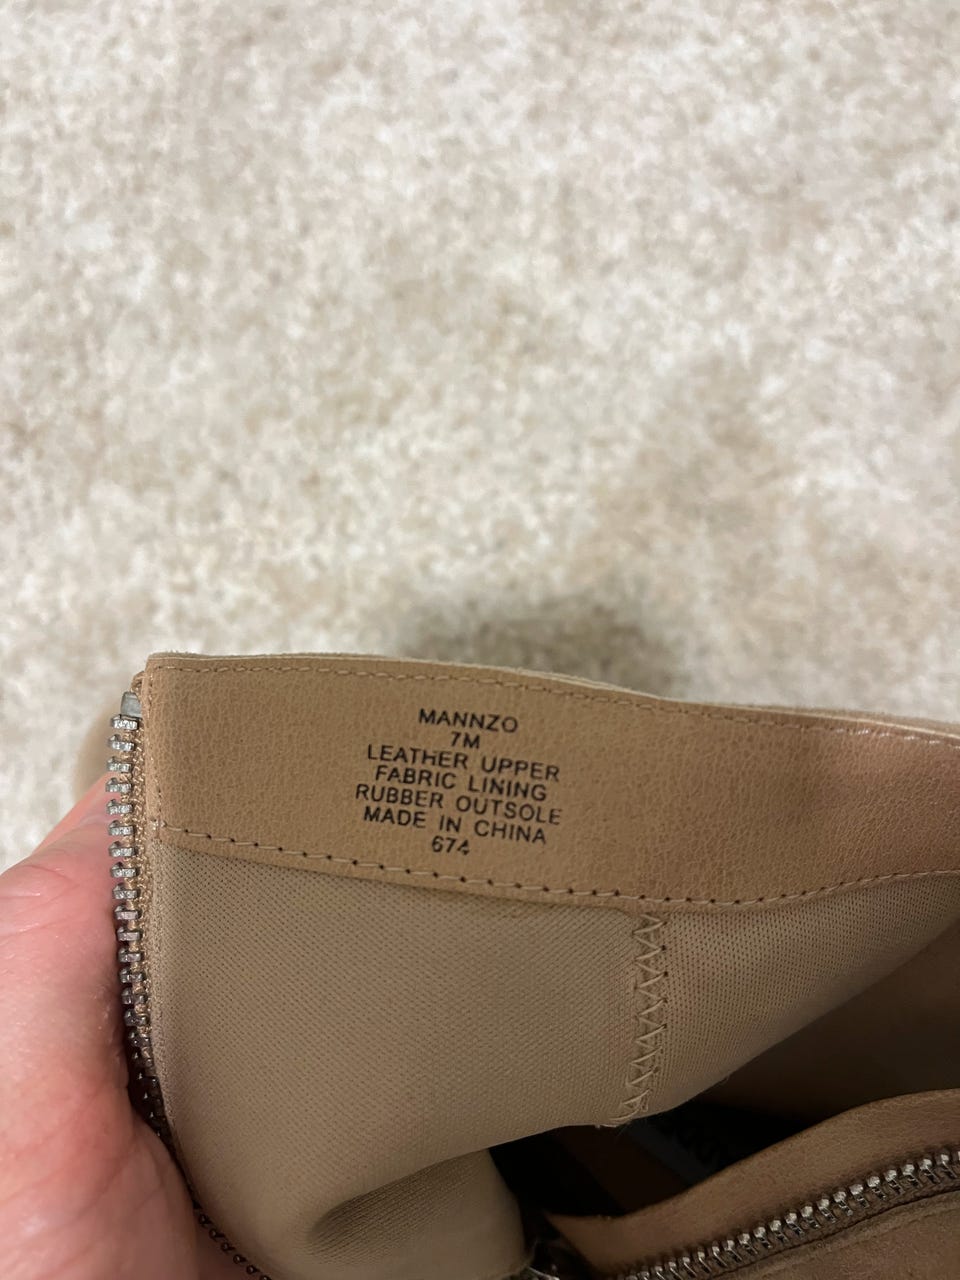 MANNZO
7M
LEATHER UPPER
FABRIC LINING
RUBBER OUTSOLE
MADE IN CHINA
674